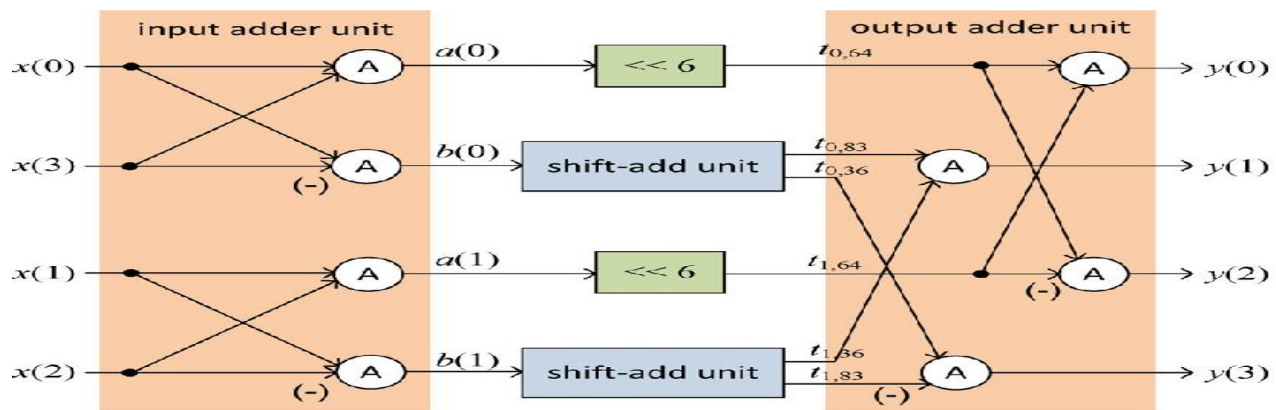 input adder unit
output adder unit
x(0)
A
a(0)
<< 6
t0,64
A
y(0)
x(3)
(-)
A
b(0)
shift-add unit
t0,83
t0,36
A
y(1)
x(1)
A
a(1)
<< 6
t1,64
(-)
A
y(2)
x(2)
(-)
A
b(1)
shift-add unit
t1,36
t1,83
(-)
A
y(3)